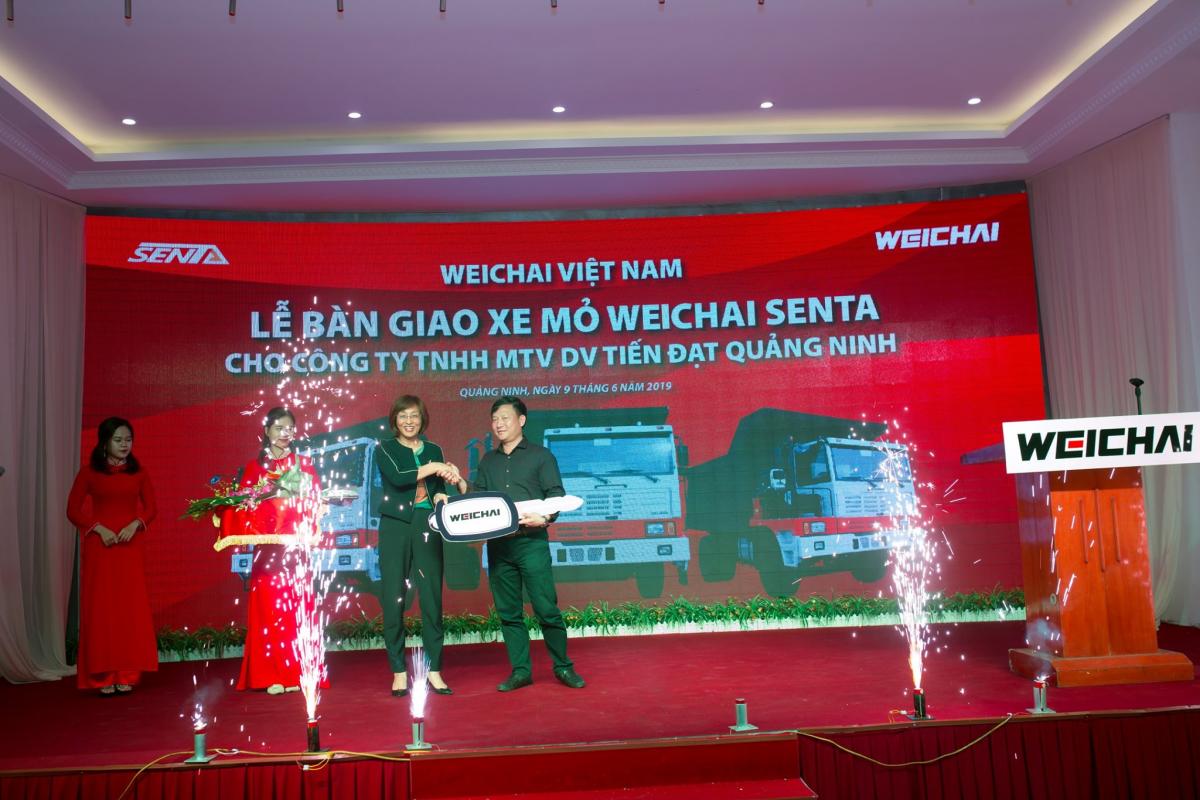 SENTA
WEICHAI
WEICHAI VIỆT NAM
LỄ BÀN GIAO XE MỎ WEICHAI SENTA
CHO CÔNG TY TNHH MTV DV TIẾN ĐẠT QUẢNG NINH
QUẢNG NINH, NGÀY 9 THÁNG 6 NĂM 2019
WEICHAI
WEICHAI